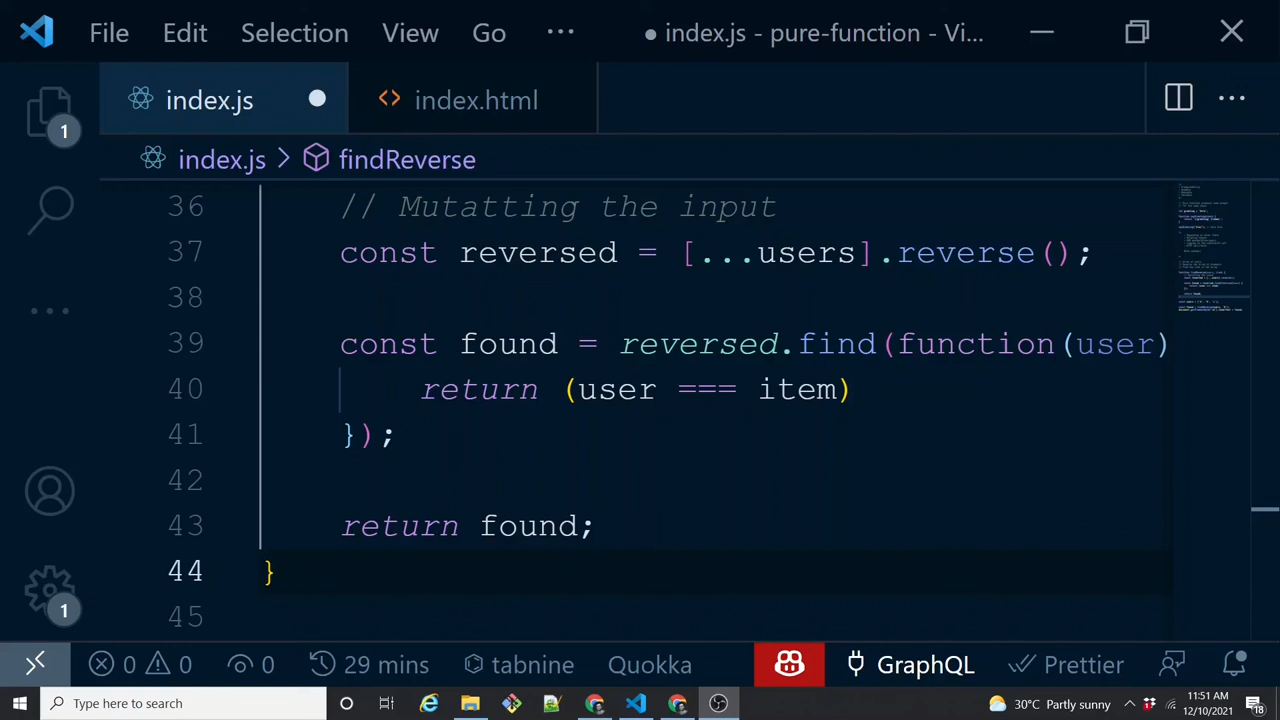 File Edit Selection View Go ··· ● index.js - pure-function - Vi...
index.js ● index.html ···
index.js > findReverse
36 // Mutatting the input
37 const reversed = [...users].reverse();
38
39 const found = reversed.find(function(user)
40 return (user === item)
41 });
42
43 return found;
44 }
45
1
···
1
0 0 0 29 mins tabnine Quokka GraphQL Prettier
Type here to search 30°C Partly sunny 11:51 AM
12/10/2021 18